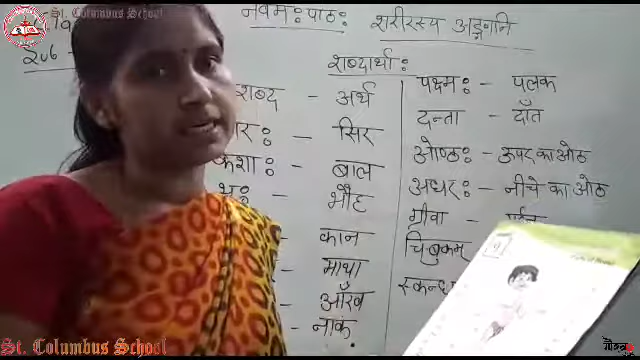 St. Columbus School
नवमः पाठः शरीरस्य अङ्गानि
शब्दार्थाः
शब्द - अर्थ
सिर
बाल
भौंह
कान
माथा
आँख
नाक
पक्ष्मः - पलक
दन्ता - दाँत
ओष्ठः - ऊपर का ओठ
अधरः - नीचे का ओठ
ग्रीवा -
चिबुकम्
स्कन्ध
St. Columbus School